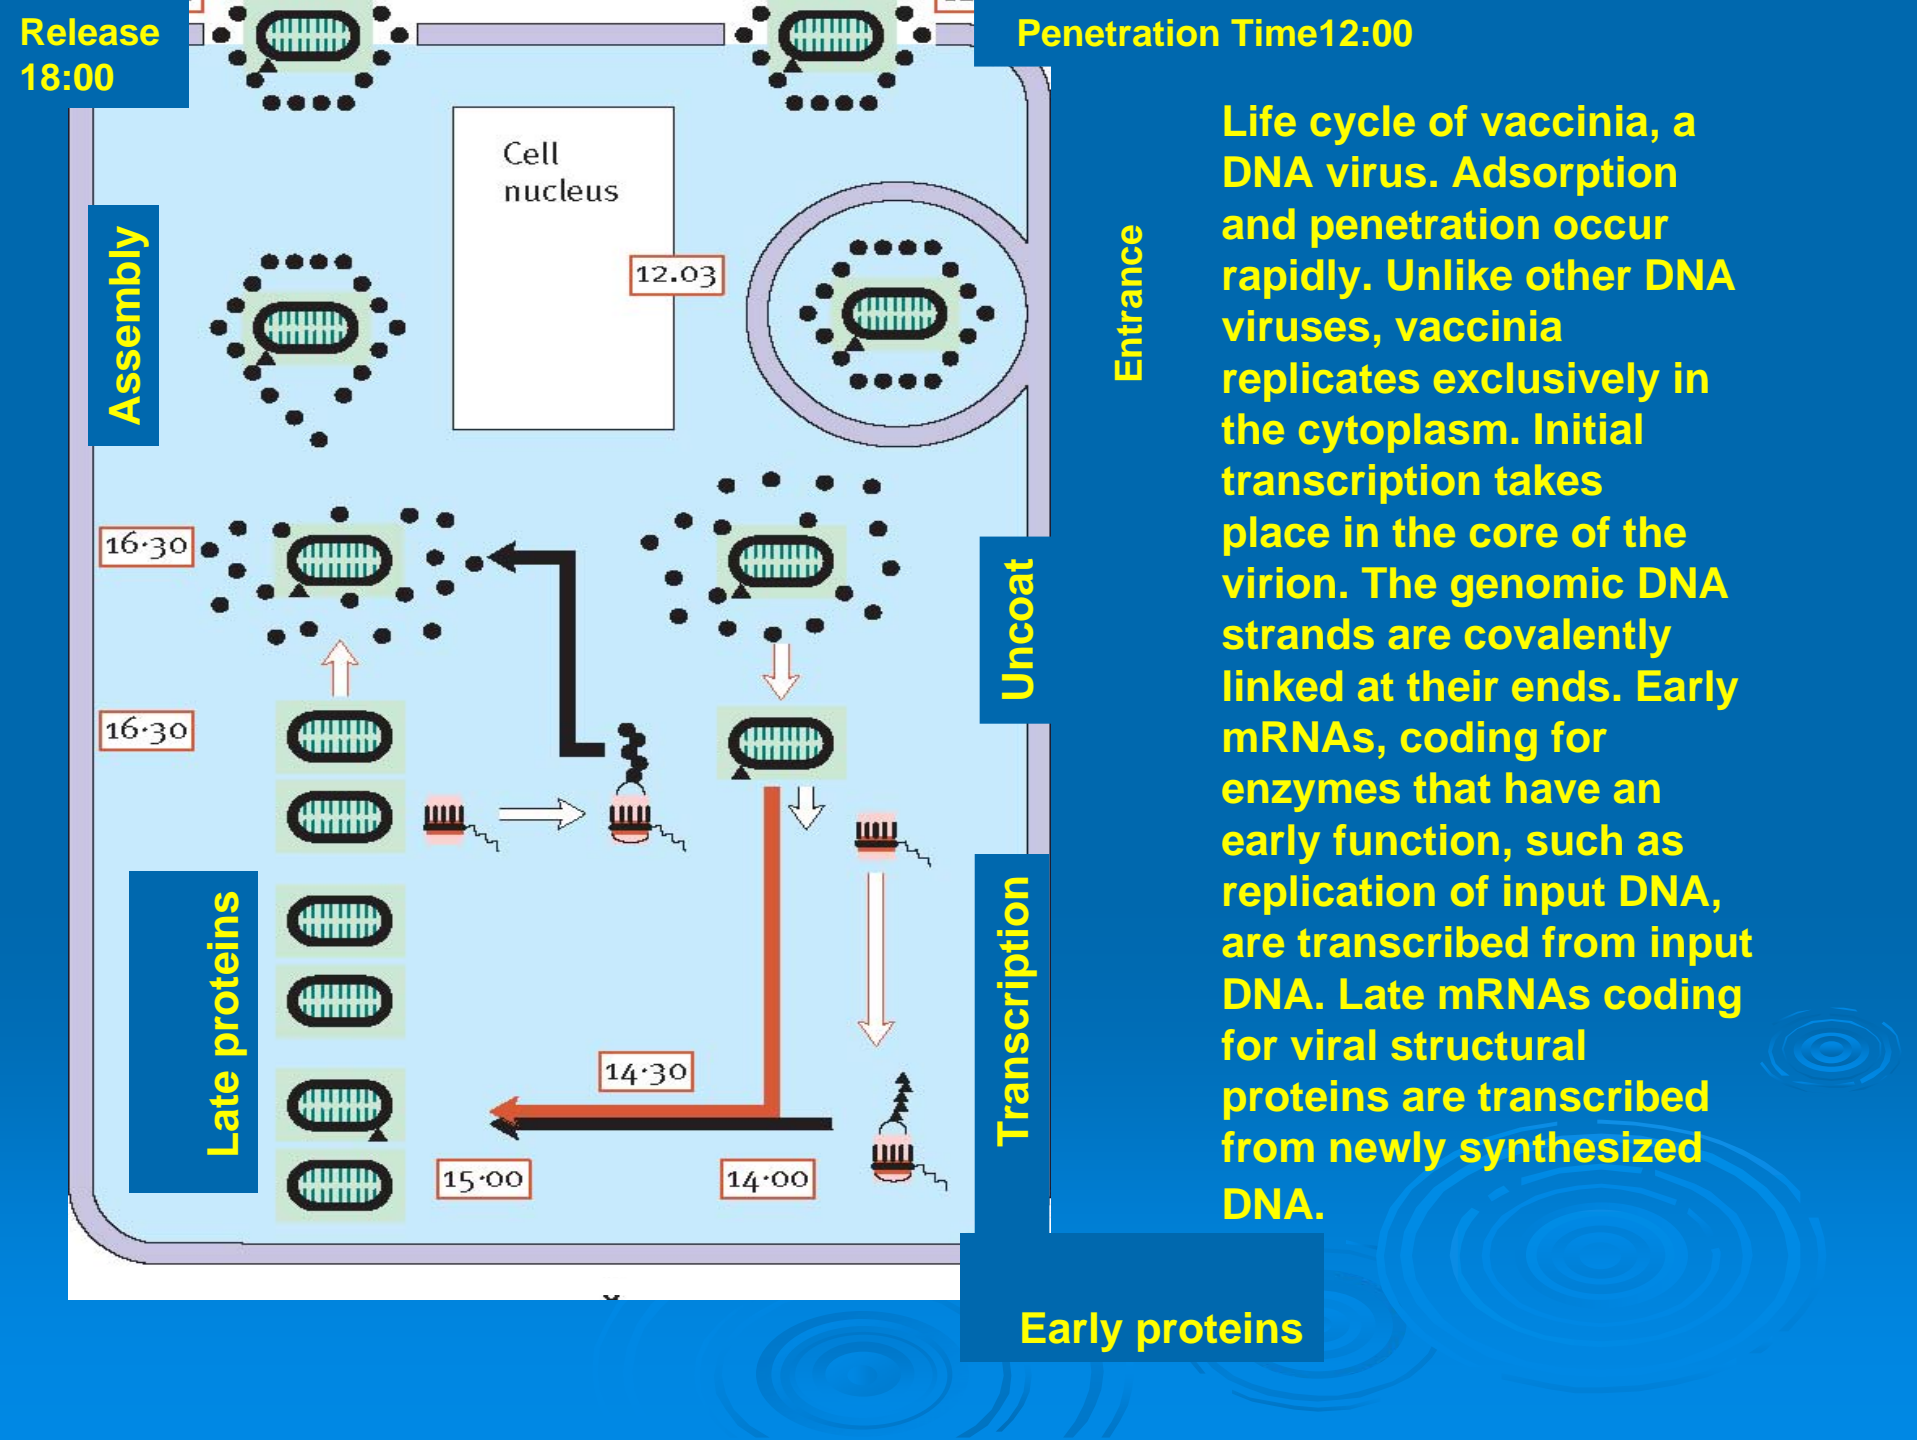 Release
18:00
Penetration Time12:00
Cell
nucleus
12.03
Assembly
Entrance
16·30
Uncoat
16·30
Late proteins
Transcription
14·30
15·00
14·00
Early proteins
Life cycle of vaccinia, a
DNA virus. Adsorption
and penetration occur
rapidly. Unlike other DNA
viruses, vaccinia
replicates exclusively in
the cytoplasm. Initial
transcription takes
place in the core of the
virion. The genomic DNA
strands are covalently
linked at their ends. Early
mRNAs, coding for
enzymes that have an
early function, such as
replication of input DNA,
are transcribed from input
DNA. Late mRNAs coding
for viral structural
proteins are transcribed
from newly synthesized
DNA.